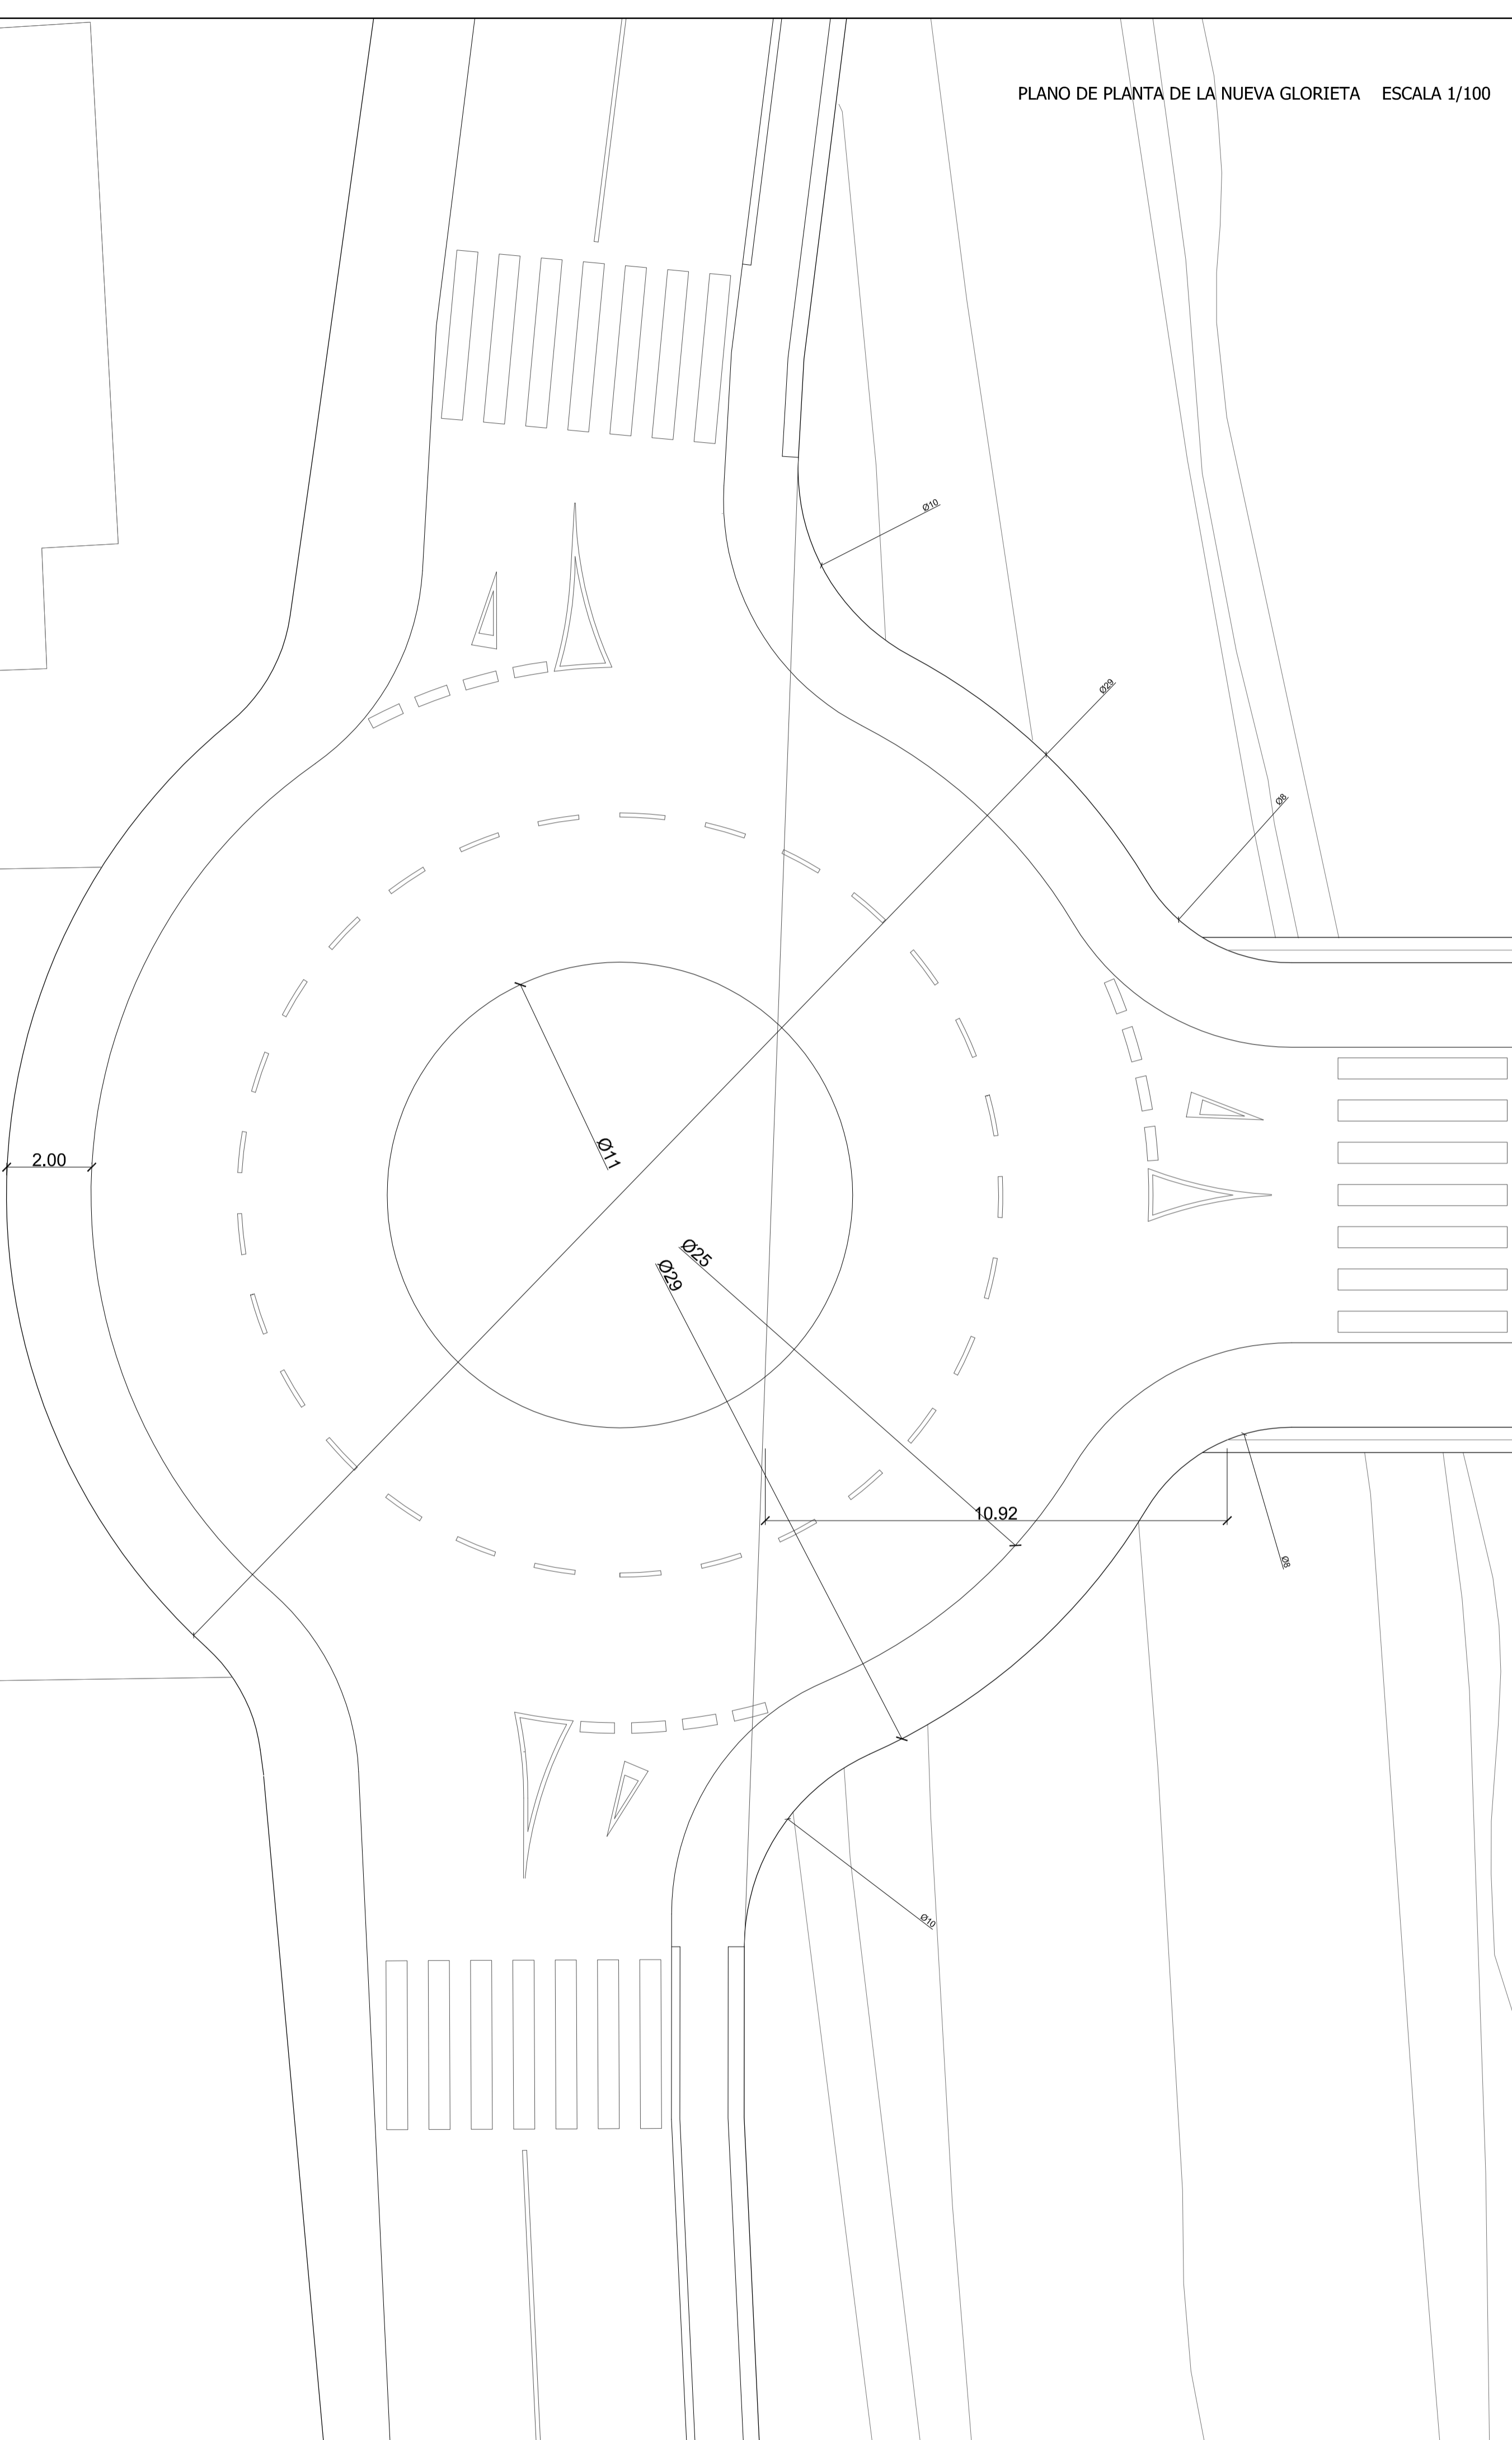 PLANO DE PLANTA DE LA NUEVA GLORIETA ESCALA 1/100
Ø10
Ø29
Ø8
2.00
Ø11
Ø25
Ø29
10.92
Ø8
Ø10